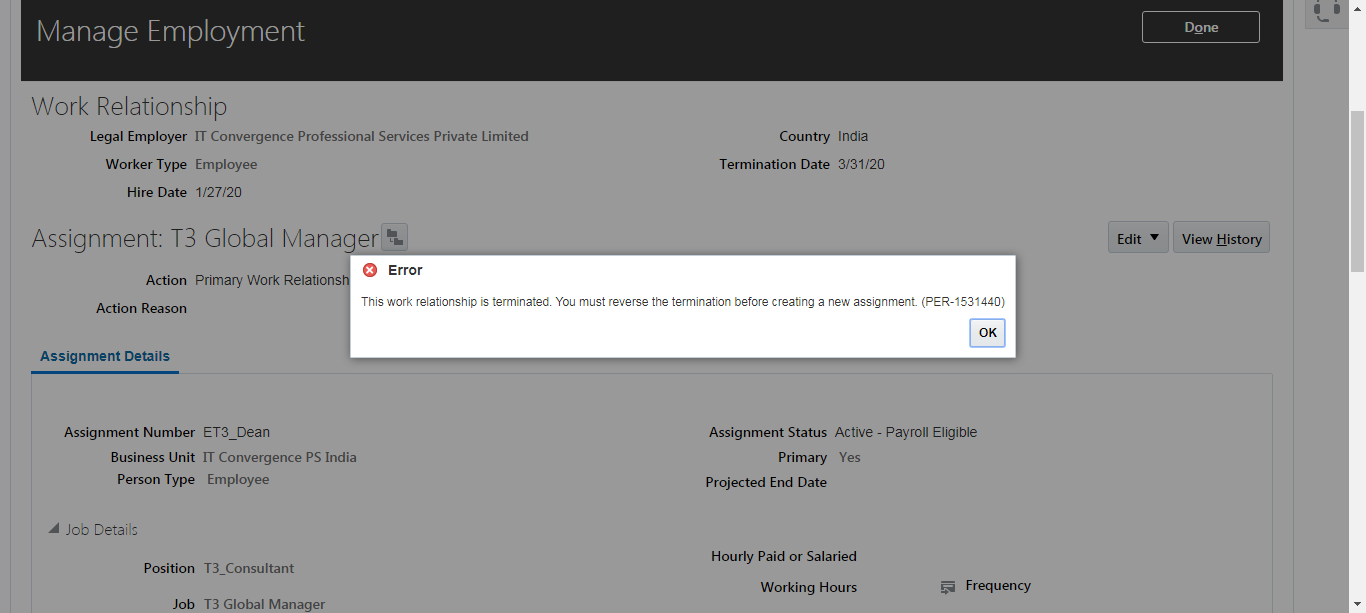 Manage Employment
Done
Work Relationship
Legal Employer IT Convergence Professional Services Private Limited
Country India
Worker Type Employee
Termination Date 3/31/20
Hire Date 1/27/20
Assignment: T3 Global Manager
Edit
View History
Action Primary Work Relationsh
Action Reason
Error
This work relationship is terminated. You must reverse the termination before creating a new assignment. (PER-1531440)
OK
Assignment Details
Assignment Number ET3_Dean
Assignment Status Active - Payroll Eligible
Business Unit IT Convergence PS India
Primary Yes
Person Type Employee
Projected End Date
Job Details
Hourly Paid or Salaried
Position T3_Consultant
Working Hours
Frequency
Job T3 Global Manager